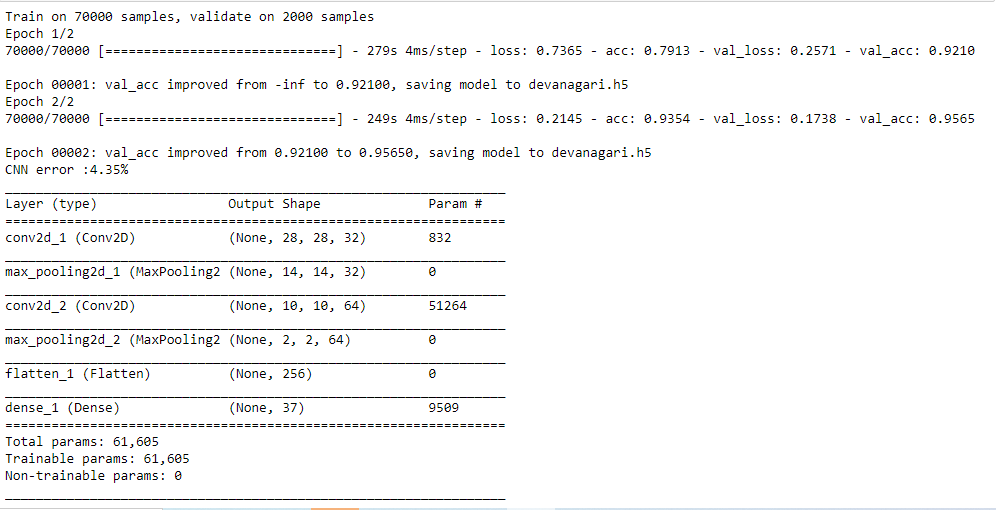 Train on 70000 samples, validate on 2000 samples
Epoch 1/2
70000/70000 [==============================] - 279s 4ms/step - loss: 0.7365 - acc: 0.7913 - val_loss: 0.2571 - val_acc: 0.9210
Epoch 00001: val_acc improved from -inf to 0.92100, saving model to devanagari.h5
Epoch 2/2
70000/70000 [==============================] - 249s 4ms/step - loss: 0.2145 - acc: 0.9354 - val_loss: 0.1738 - val_acc: 0.9565
Epoch 00002: val_acc improved from 0.92100 to 0.95650, saving model to devanagari.h5
CNN error :4.35%
_________________________________________________________________
Layer (type)                 Output Shape              Param #
=================================================================
conv2d_1 (Conv2D)            (None, 28, 28, 32)        832
_________________________________________________________________
max_pooling2d_1 (MaxPooling2 (None, 14, 14, 32)        0
_________________________________________________________________
conv2d_2 (Conv2D)            (None, 10, 10, 64)        51264
_________________________________________________________________
max_pooling2d_2 (MaxPooling2 (None, 2, 2, 64)          0
_________________________________________________________________
flatten_1 (Flatten)          (None, 256)               0
_________________________________________________________________
dense_1 (Dense)              (None, 37)                9509
=================================================================
Total params: 61,605
Trainable params: 61,605
Non-trainable params: 0
_________________________________________________________________